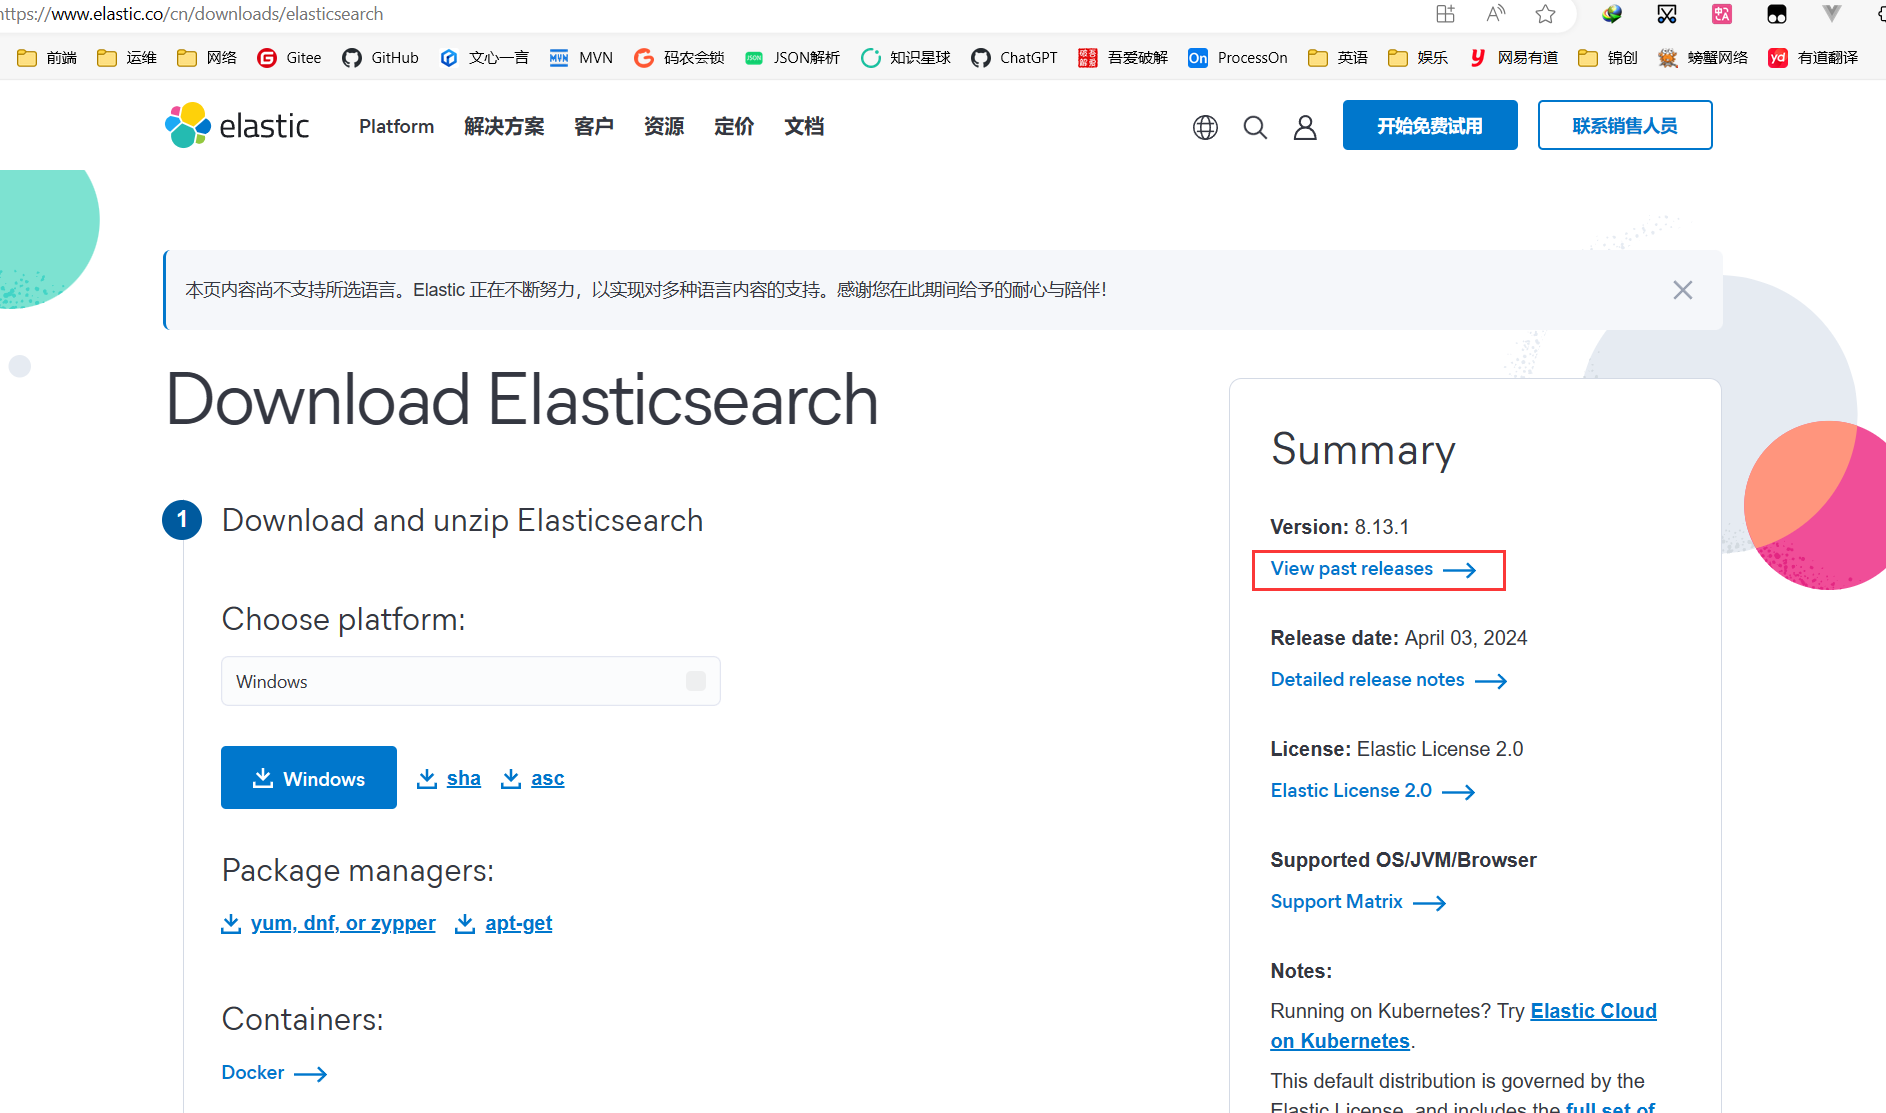 https://www.elastic.co/cn/downloads/elasticsearch
前端 运维 网络 Gitee GitHub 文心一言 MVN 码农会锁 JSON解析 知识星球 ChatGPT 吾爱破解 ProcessOn 英语 娱乐 网易有道 锦创 螃蟹网络 有道翻译
elastic Platform 解决方案 客户 资源 定价 文档 开始免费试用 联系销售人员
本页内容尚不支持所选语言。Elastic 正在不断努力，以实现对多种语言内容的支持。感谢您在此期间给予的耐心与陪伴！
Download Elasticsearch
1 Download and unzip Elasticsearch
Choose platform:
Windows
Windows sha asc
Package managers:
yum, dnf, or zypper apt-get
Containers:
Docker
Summary
Version: 8.13.1
View past releases
Release date: April 03, 2024
Detailed release notes
License: Elastic License 2.0
Elastic License 2.0
Supported OS/JVM/Browser
Support Matrix
Notes:
Running on Kubernetes? Try Elastic Cloud
on Kubernetes.
This default distribution is governed by the
Elastic License, and includes the full set of